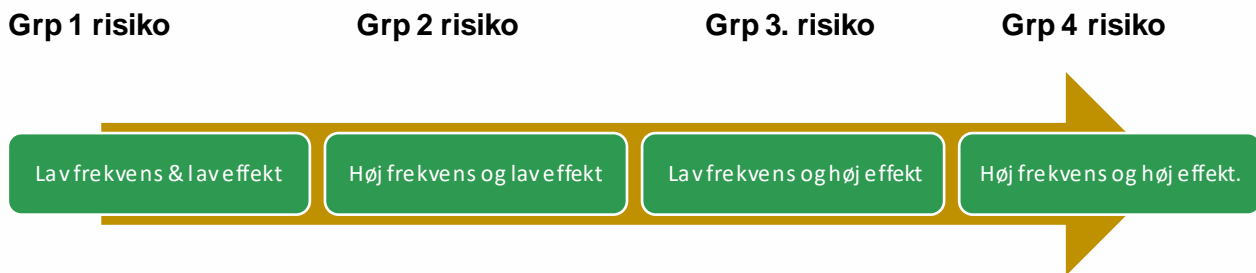 Grp 1 risiko
Grp 2 risiko
Grp 3. risiko
Grp 4 risiko
Lav frekvens & lav effekt
Høj frekvens og lav effekt
Lav frekvens og høj effekt
Høj frekvens og høj effekt.